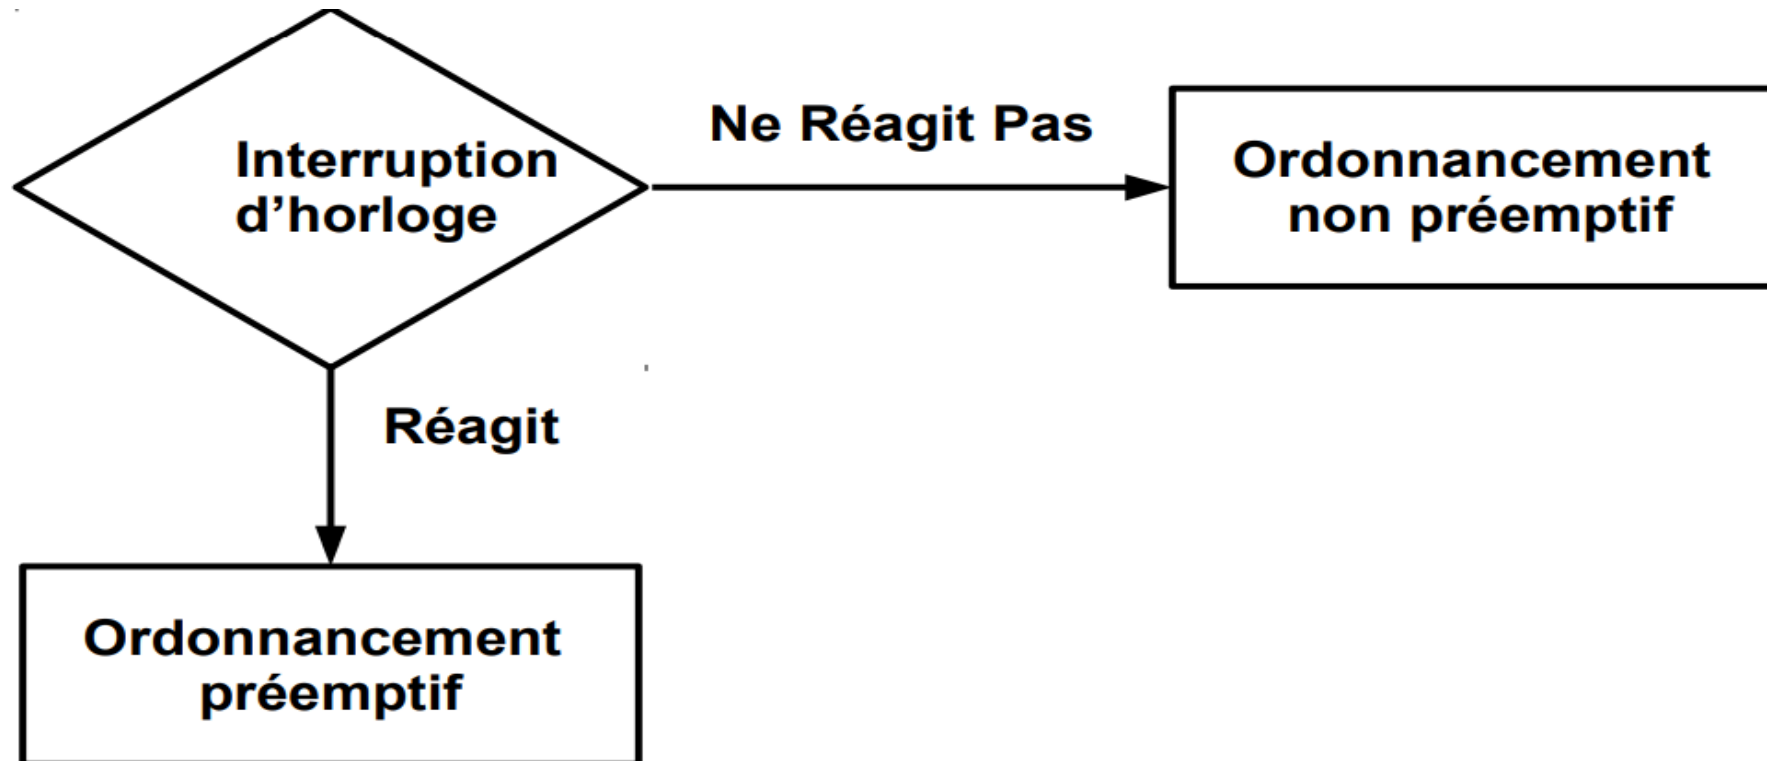 Interruption
d’horloge
Ne Réagit Pas
Ordonnancement
non préemptif
Réagit
Ordonnancement
préemptif